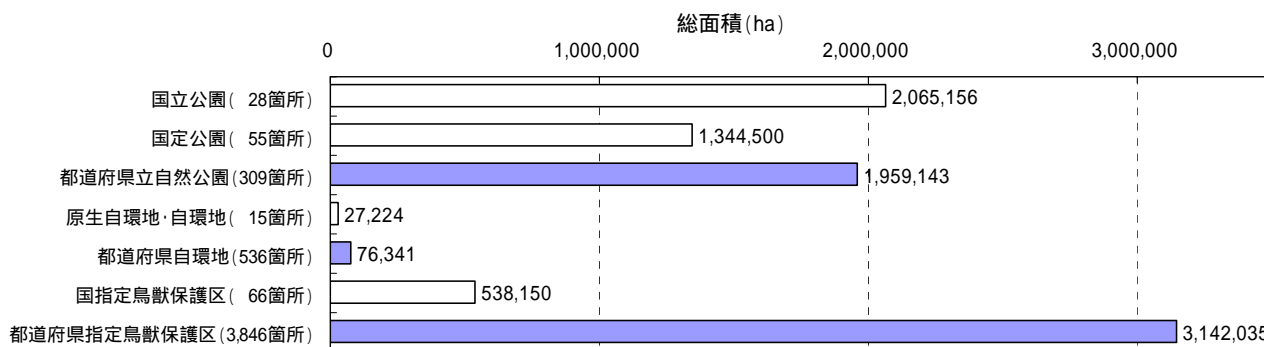 総面積(ha)
0 1,000,000 2,000,000 3,000,000
国立公園( 28箇所) 2,065,156
国定公園( 55箇所) 1,344,500
都道府県立自然公園(309箇所) 1,959,143
原生自環地･自環地( 15箇所) 27,224
都道府県自環地(536箇所) 76,341
国指定鳥獣保護区( 66箇所) 538,150
都道府県指定鳥獣保護区(3,846箇所) 3,142,035